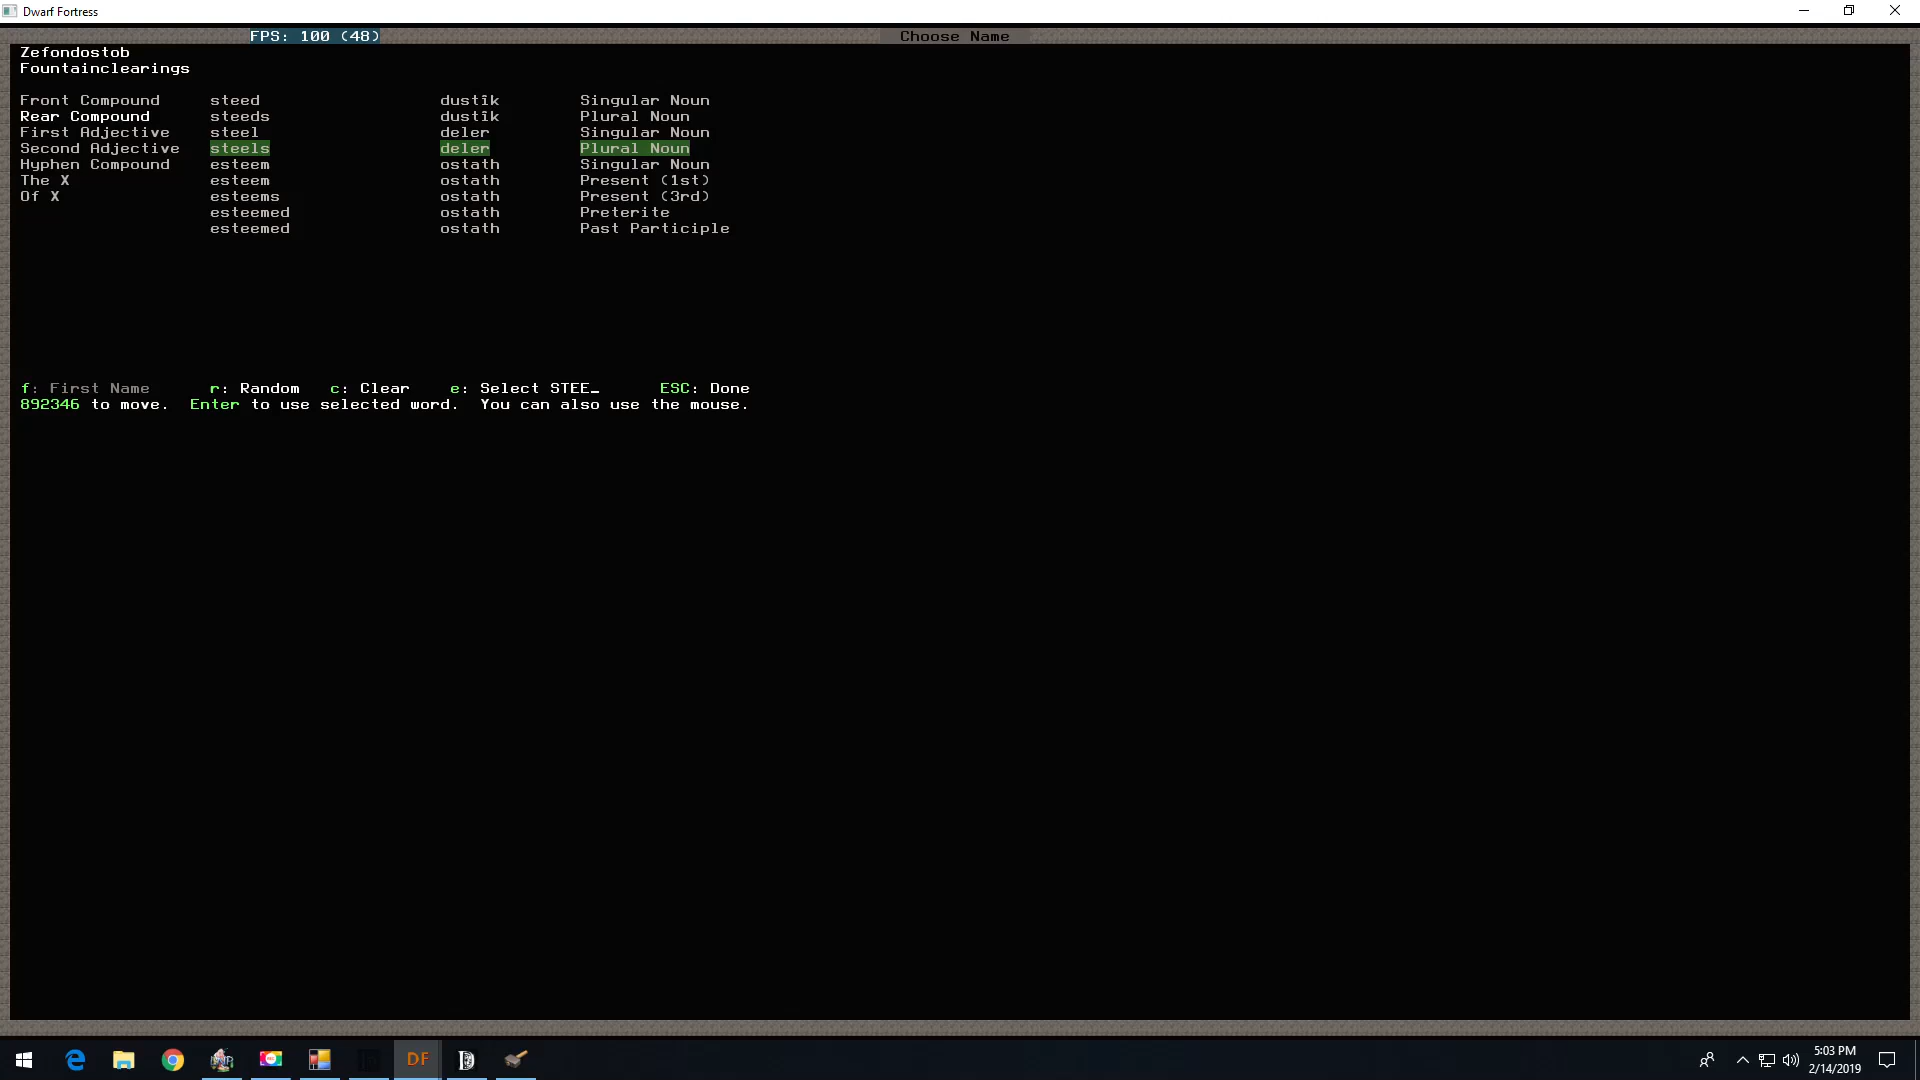 Dwarf Fortress
FPS: 100 (48)
Choose Name
Zefondostob
Fountainclearings
Front Compound steed dustîk Singular Noun
Rear Compound steeds dustîk Plural Noun
First Adjective steel deler Singular Noun
Second Adjective steels deler Plural Noun
Hyphen Compound esteem ostath Singular Noun
The X esteem ostath Present (1st)
Of X esteems ostath Present (3rd)
esteemed ostath Preterite
esteemed ostath Past Participle
f: First Name r: Random c: Clear e: Select STEE_ ESC: Done
892346 to move. Enter to use selected word. You can also use the mouse.
DF
5:03 PM
2/14/2019